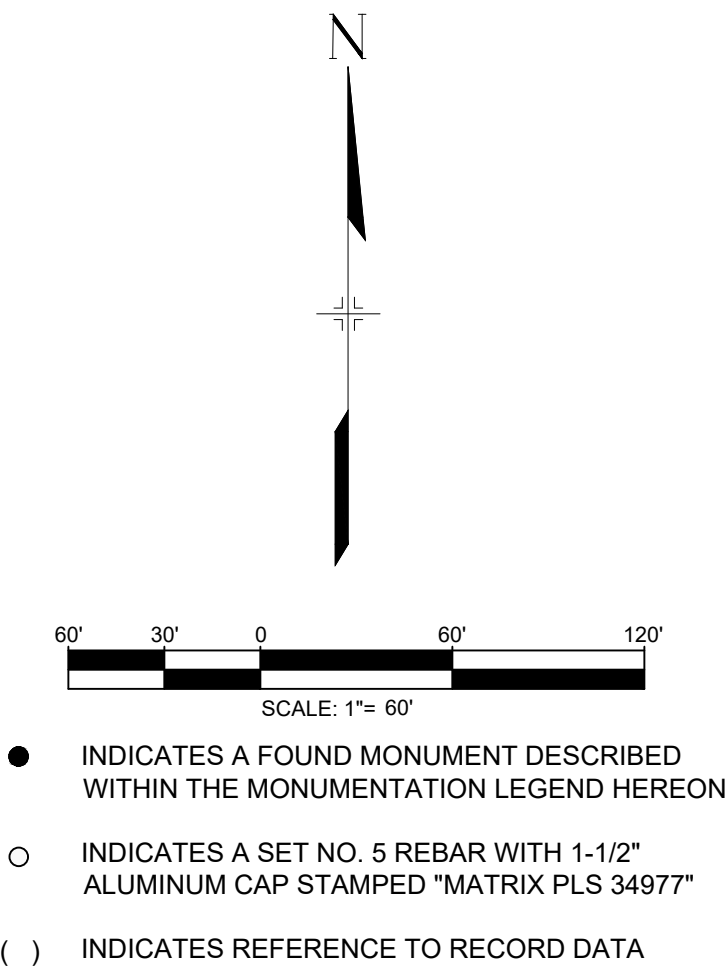 N
60' 30' 0 60' 120'
SCALE: 1"= 60'
INDICATES A FOUND MONUMENT DESCRIBED
WITHIN THE MONUMENTATION LEGEND HEREON
INDICATES A SET NO. 5 REBAR WITH 1-1/2"
ALUMINUM CAP STAMPED "MATRIX PLS 34977"
( ) INDICATES REFERENCE TO RECORD DATA